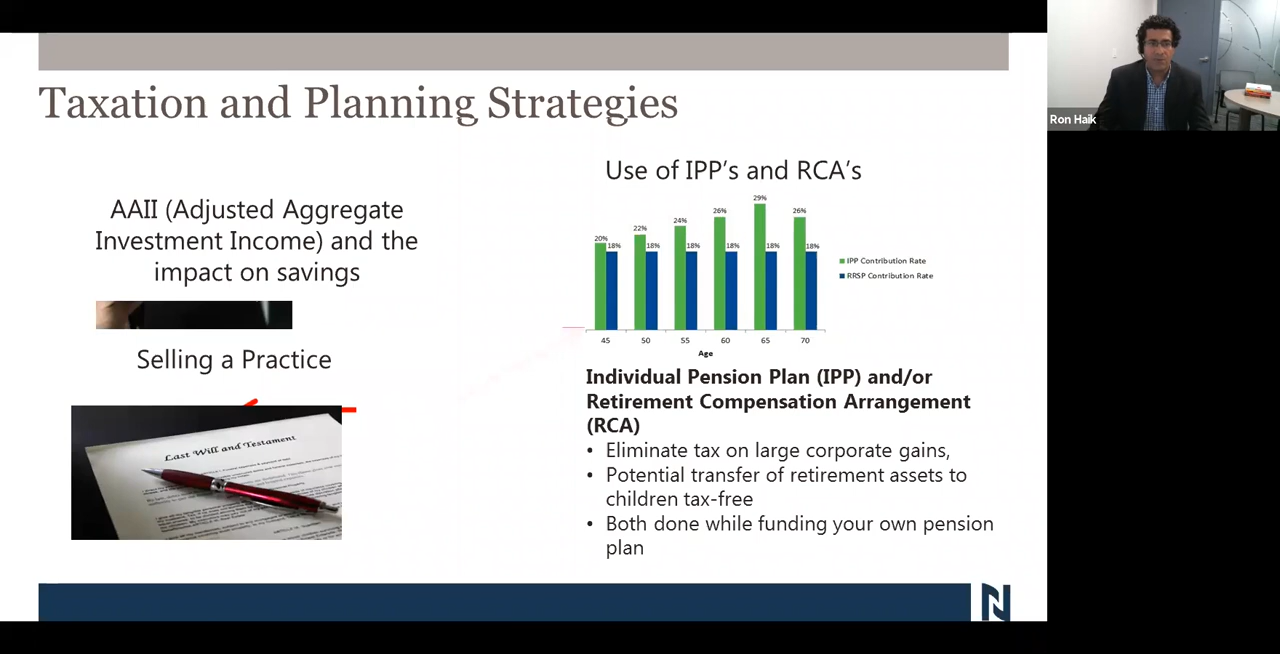 Taxation and Planning Strategies
AAII (Adjusted Aggregate
Investment Income) and the
impact on savings
Selling a Practice
Last Will and Testament
Use of IPP’s and RCA’s
20%
18%
22%
18%
24%
18%
26%
18%
29%
18%
26%
18%
IPP Contribution Rate
RRSP Contribution Rate
45 50 55 60 65 70
Age
Individual Pension Plan (IPP) and/or
Retirement Compensation Arrangement
(RCA)
• Eliminate tax on large corporate gains,
• Potential transfer of retirement assets to
children tax-free
• Both done while funding your own pension
plan
N
Ron Haik